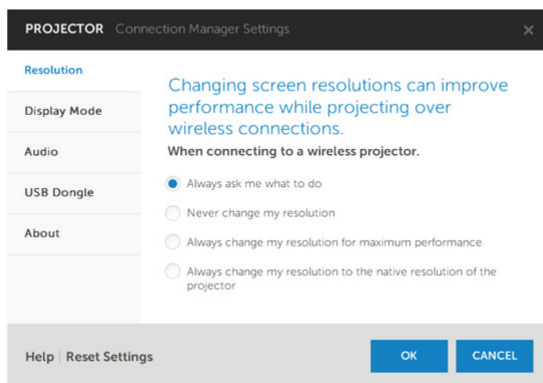 PROJECTOR Connection Manager Settings
Resolution
Display Mode
Audio
USB Dongle
About
Changing screen resolutions can improve
performance while projecting over
wireless connections.
When connecting to a wireless projector.
Always ask me what to do
Never change my resolution
Always change my resolution for maximum performance
Always change my resolution to the native resolution of the
projector
Help | Reset Settings
OK
CANCEL